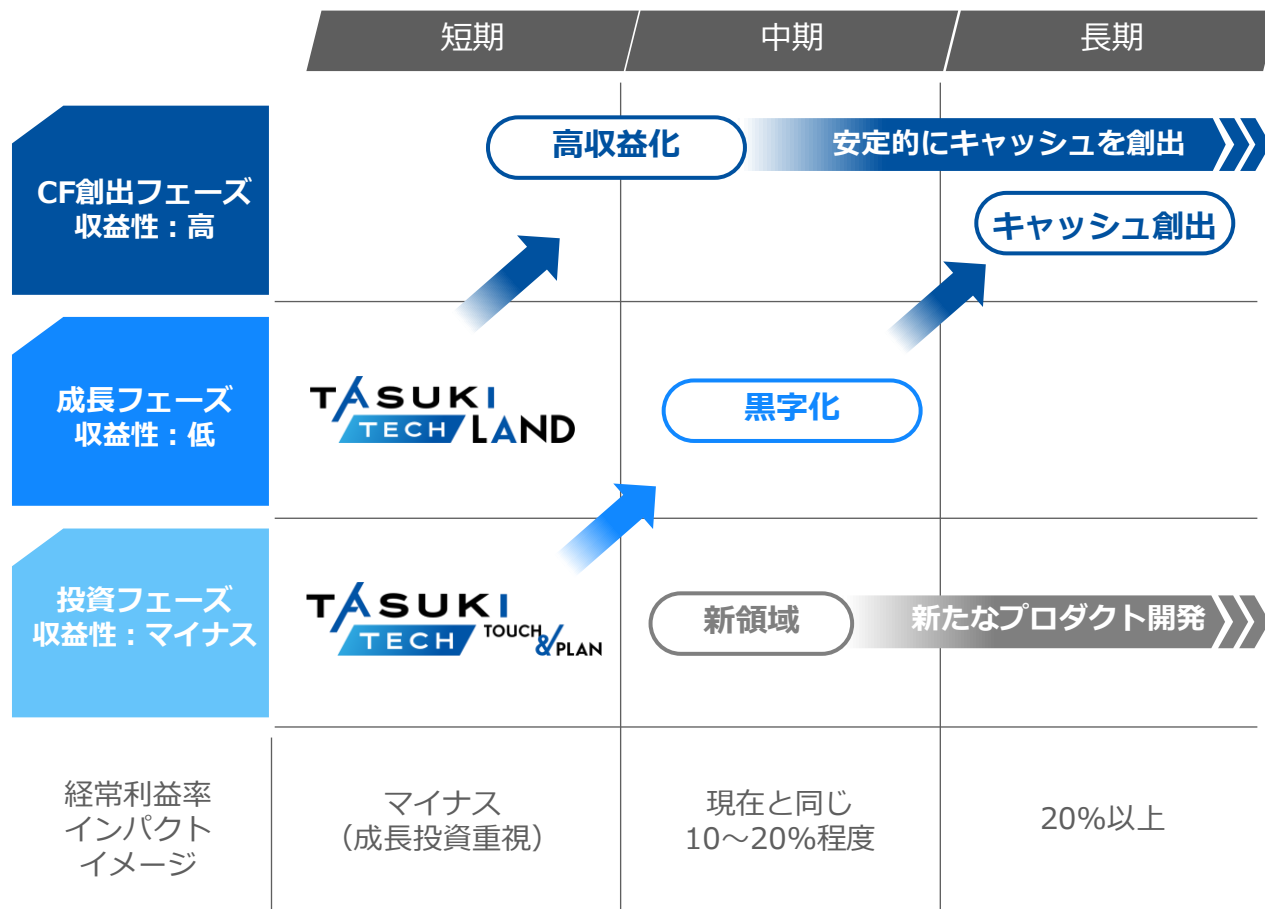 短期
中期
長期
CF創出フェーズ
収益性：高
高収益化
安定的にキャッシュを創出
キャッシュ創出
成長フェーズ
収益性：低
TASUKI
TECH LAND
黒字化
投資フェーズ
収益性：マイナス
TASUKI
TECH TOUCH&PLAN
新領域
新たなプロダクト開発
経常利益率
インパクト
イメージ
マイナス
（成長投資重視）
現在と同じ
10～20%程度
20%以上